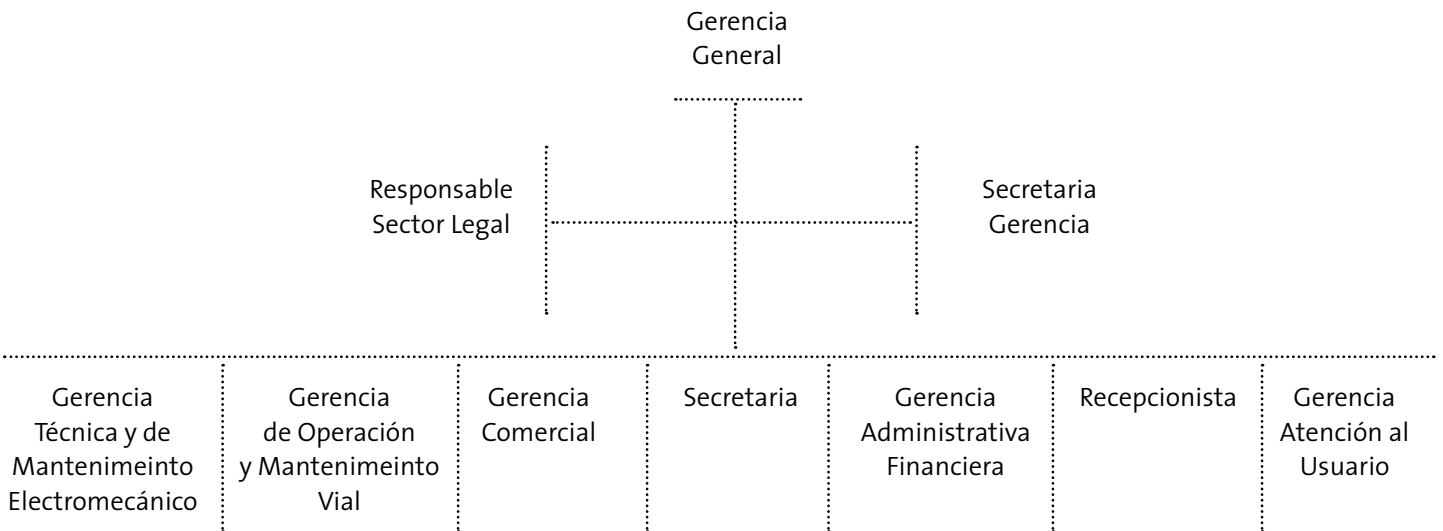 Gerencia
General
Responsable
Sector Legal
Secretaria
Gerencia
Gerencia
Técnica y de
Mantenimeinto
Electromecánico
Gerencia
de Operación
y Mantenimeinto
Vial
Gerencia
Comercial
Secretaria
Gerencia
Administrativa
Financiera
Recepcionista
Gerencia
Atención al
Usuario